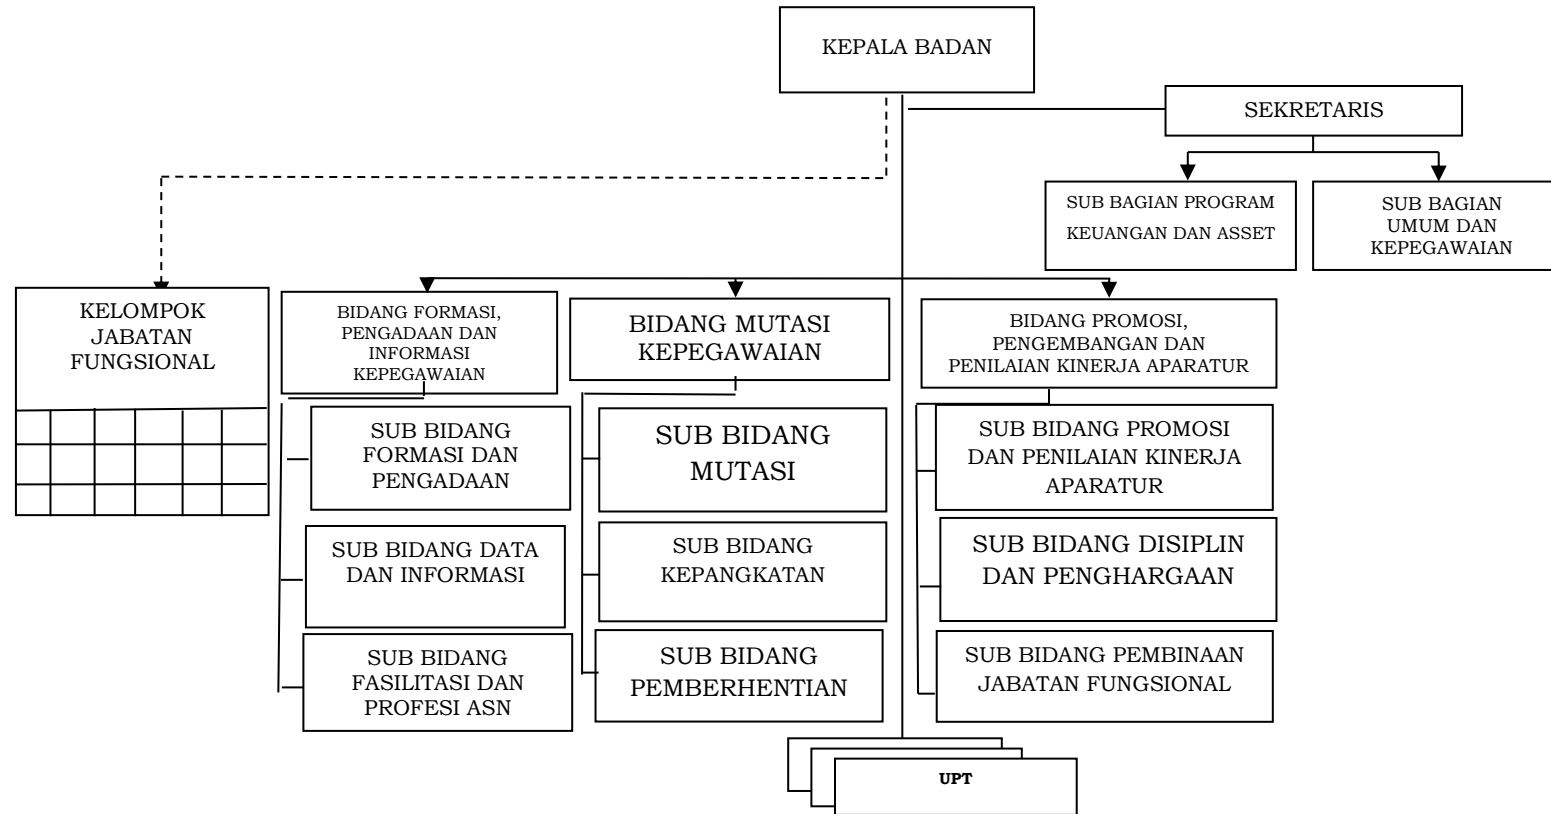 KEPALA BADAN
SEKRETARIS
SUB BAGIAN PROGRAM
KEUANGAN DAN ASSET
SUB BAGIAN
UMUM DAN
KEPEGAWAIAN
KELOMPOK
JABATAN
FUNGSIONAL
BIDANG FORMASI,
PENGADAAN DAN
INFORMASI
KEPEGAWAIAN
BIDANG MUTASI
KEPEGAWAIAN
BIDANG PROMOSI,
PENGEMBANGAN DAN
PENILAIAN KINERJA APARATUR
SUB BIDANG
FORMASI DAN
PENGADAAN
SUB BIDANG
MUTASI
SUB BIDANG PROMOSI
DAN PENILAIAN KINERJA
APARATUR
SUB BIDANG DATA
DAN INFORMASI
SUB BIDANG
KEPANGKATAN
SUB BIDANG DISIPLIN
DAN PENGHARGAAN
SUB BIDANG
FASILITASI DAN
PROFESI ASN
SUB BIDANG
PEMBERHENTIAN
SUB BIDANG PEMBINAAN
JABATAN FUNGSIONAL
UPT